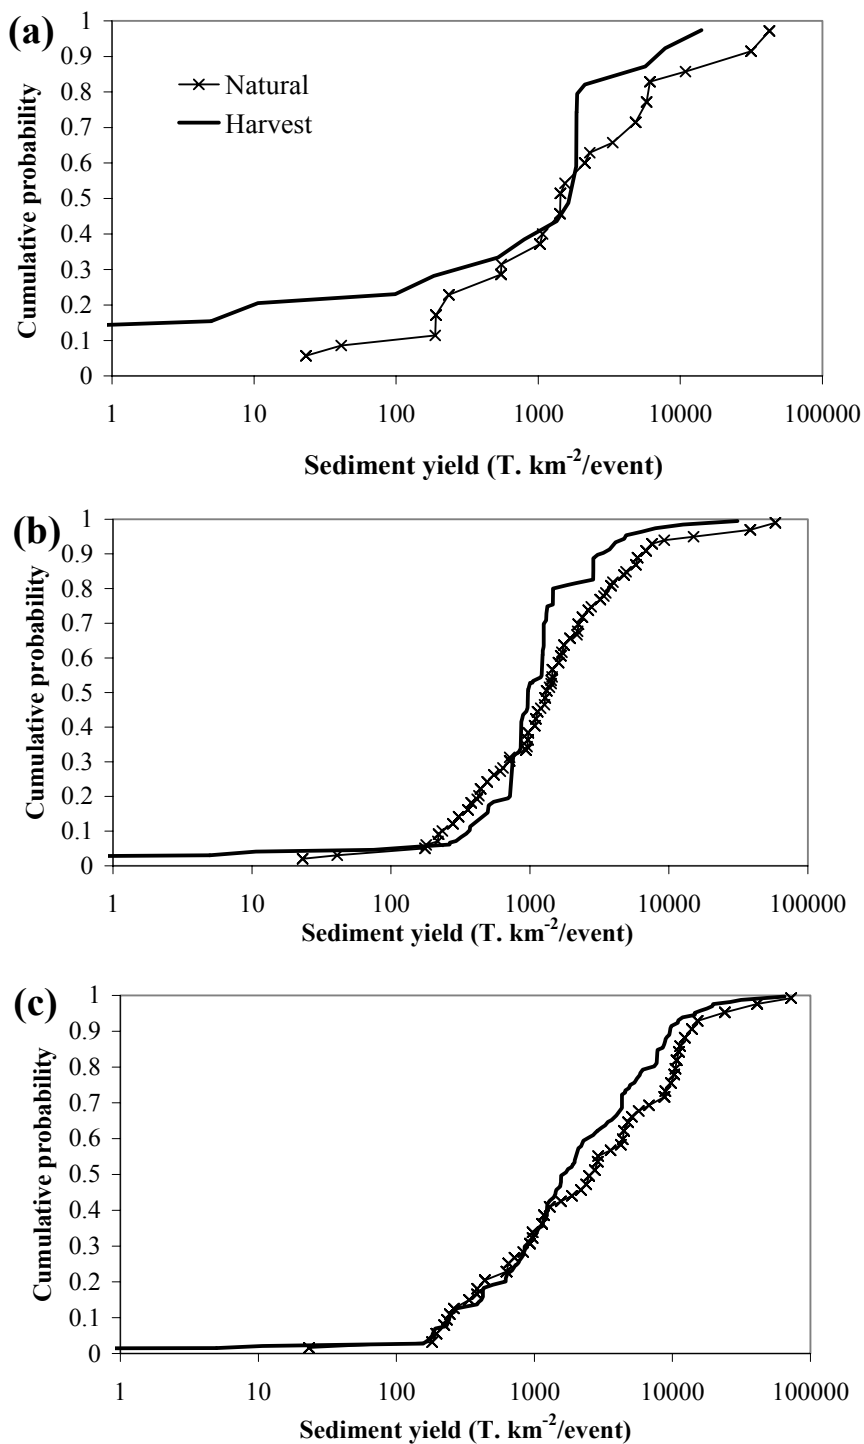 (a)
Cumulative probability
1
0.9
0.8
0.7
0.6
0.5
0.4
0.3
0.2
0.1
0
Natural
Harvest
1 10 100 1000 10000 100000
Sediment yield (T. km⁻²/event)
(b)
Cumulative probability
1
0.9
0.8
0.7
0.6
0.5
0.4
0.3
0.2
0.1
0
1 10 100 1000 10000 100000
Sediment yield (T. km⁻²/event)
(c)
Cumulative probability
1
0.9
0.8
0.7
0.6
0.5
0.4
0.3
0.2
0.1
0
1 10 100 1000 10000 100000
Sediment yield (T. km⁻²/event)